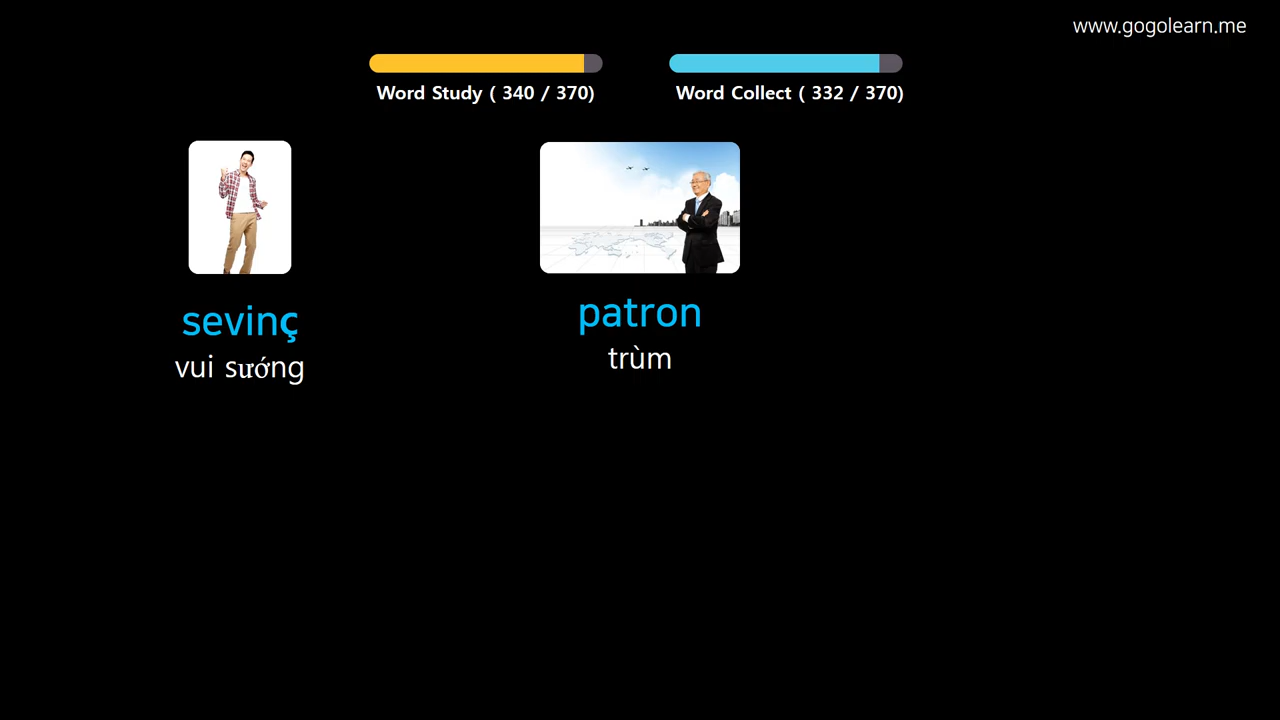 www.gogolearn.me
Word Study ( 340 / 370)
Word Collect ( 332 / 370)
sevinç
vui sướng
patron
trùm